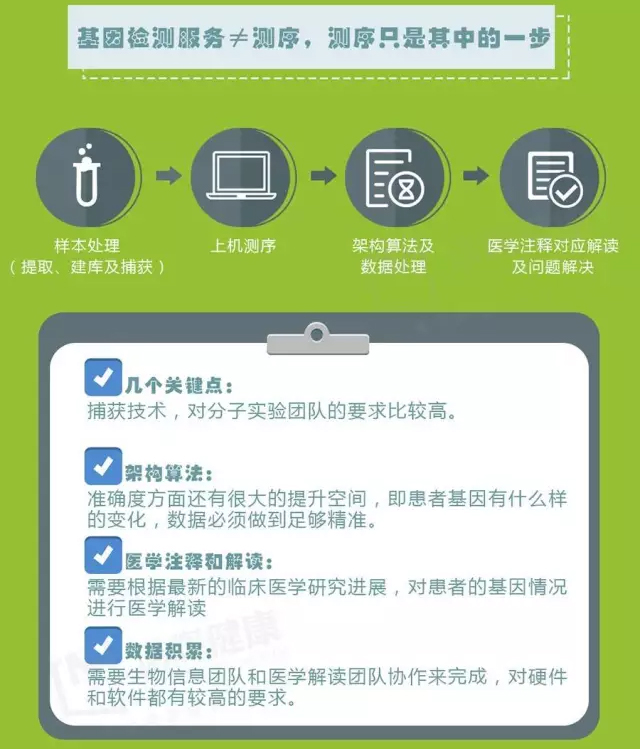 基因检测服务≠测序，测序只是其中的一步
样本处理
（提取、建库及捕获）
上机测序
架构算法及
数据处理
医学注释对应解读
及问题解决
几个关键点：
捕获技术，对分子实验团队的要求比较高。
架构算法：
准确度方面还有很大的提升空间，即患者基因有什么样
的变化，数据必须做到足够精准。
医学注释和解读：
需要根据最新的临床医学研究进展，对患者的基因情况
进行医学解读
数据积累：
需要生物信息团队和医学解读团队协作来完成，对硬件
和软件都有较高的要求。